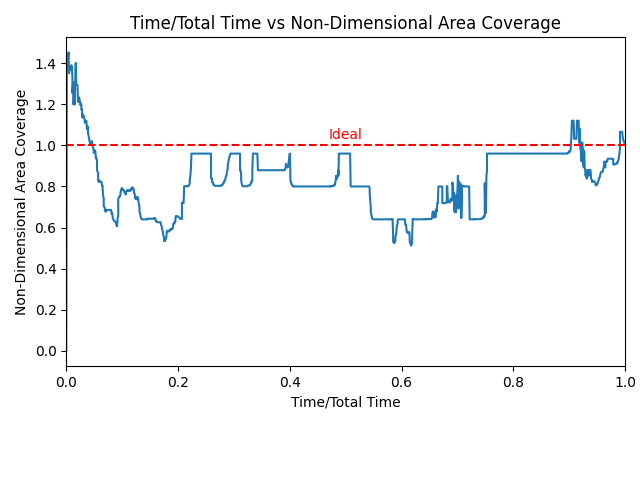 Time/Total Time vs Non-Dimensional Area Coverage
Non-Dimensional Area Coverage
1.4
1.2
1.0
0.8
0.6
0.4
0.2
0.0
Ideal
0.0 0.2 0.4 0.6 0.8 1.0
Time/Total Time